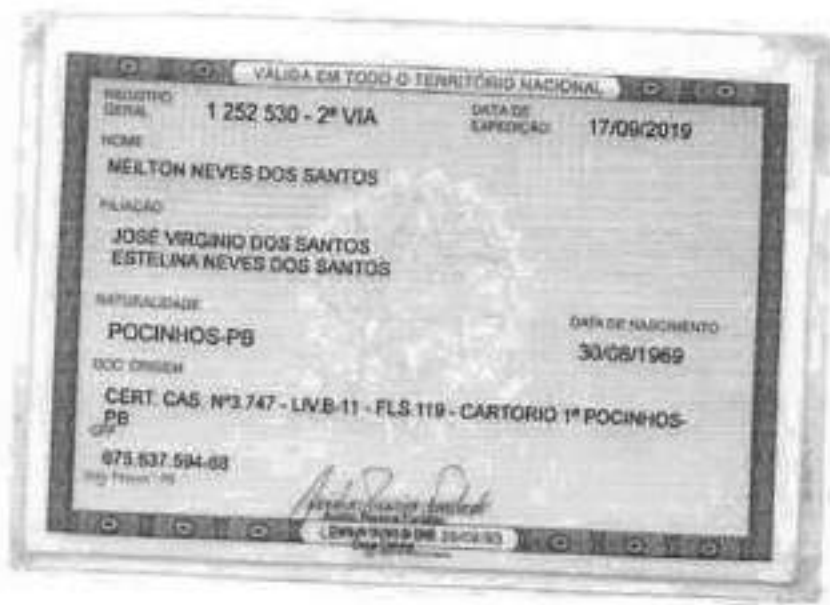 VÁLIDA EM TODO O TERRITÓRIO NACIONAL
REGISTRO GERAL 1 252 530 - 2ª VIA DATA DE EXPEDIÇÃO 17/09/2019
NOME
NEILTON NEVES DOS SANTOS
FILIAÇÃO
JOSÉ VIRGINIO DOS SANTOS
ESTELINA NEVES DOS SANTOS
NATURALIDADE DATA DE NASCIMENTO
POCINHOS-PB 30/08/1969
DOC ORIGEM
CERT. CAS. Nº3.747 - LIV.B-11 - FLS.119 - CARTORIO 1ª POCINHOS-
PB
CPF
675.537.594-68